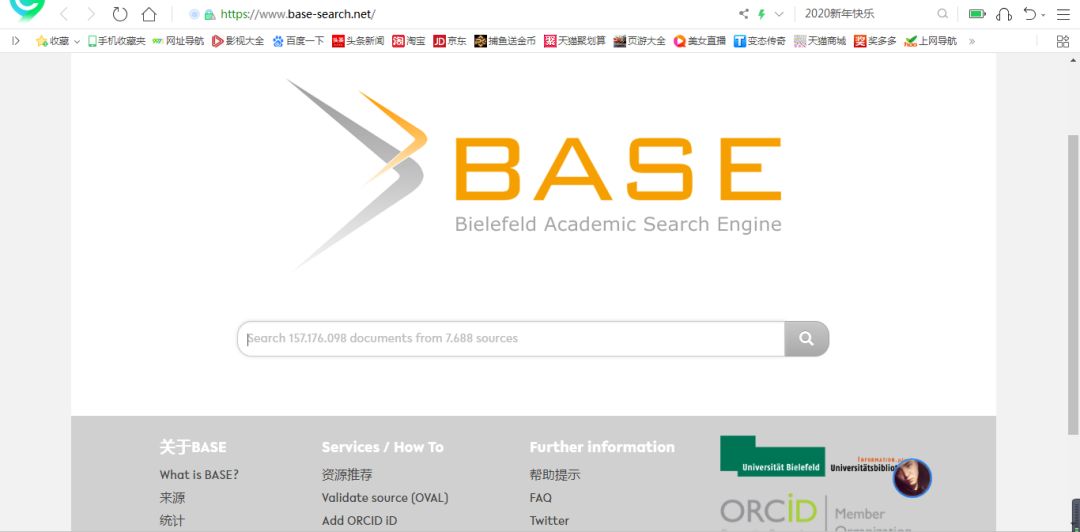 https://www.base-search.net/
2020新年快乐
收藏 手机收藏夹 网址导航 影视大全 百度一下 头条新闻 淘宝 京东 捕鱼送金币 天猫聚划算 页游大全 美女直播 变态传奇 天猫商城 奖多多 上网导航 »
BASE
Bielefeld Academic Search Engine
Search 157.176.098 documents from 7.688 sources
关于BASE
What is BASE?
来源
统计
Services / How To
资源推荐
Validate source (OVAL)
Add ORCID iD
Further information
帮助提示
FAQ
Twitter
Universität Bielefeld
ORCID
Member